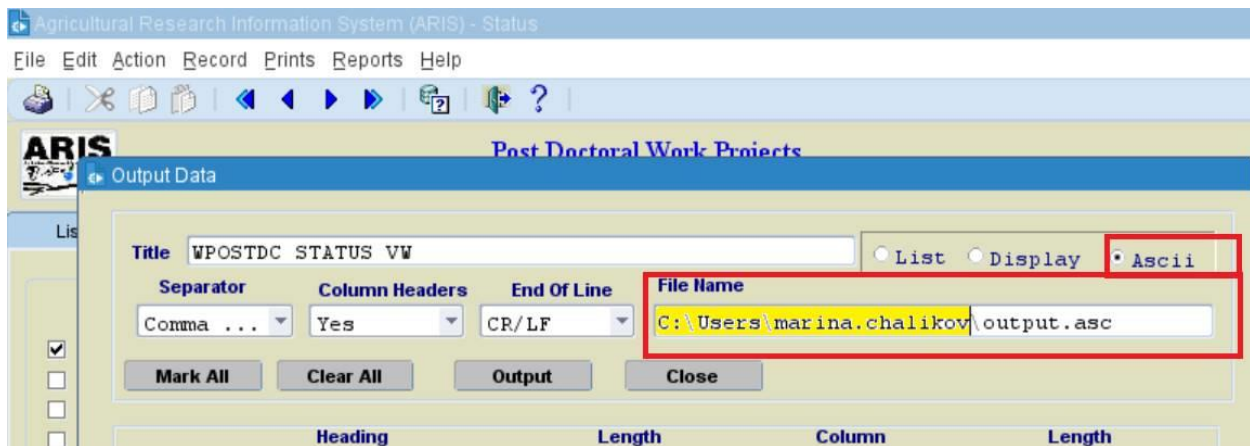 Agricultural Research Information System (ARIS) - Status
File Edit Action Record Prints Reports Help
ARIS
Post Doctoral Work Projects
Output Data
Lis
Title WPOSTDC STATUS VW List Display Ascii
Separator Column Headers End Of Line File Name
Comma ... Yes CR/LF C:\Users\marina.chalikov\output.asc
Mark All Clear All Output Close
Heading Length Column Length